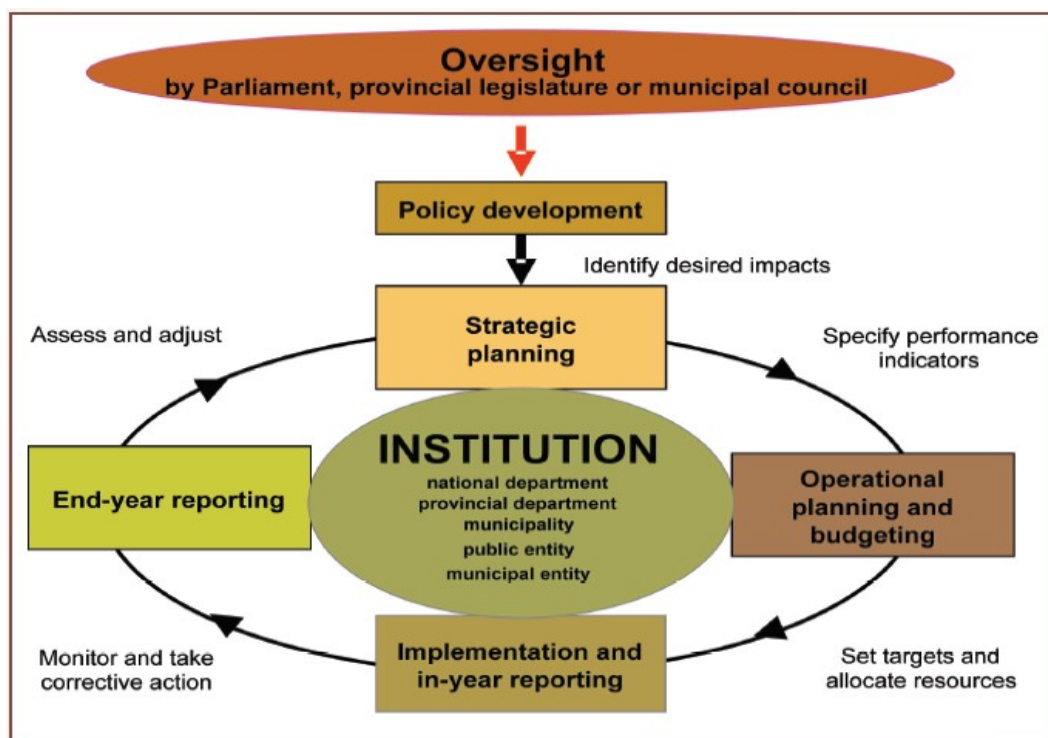 Oversight
by Parliament, provincial legislature or municipal council
Policy development
Identify desired impacts
Strategic
planning
Assess and adjust
Specify performance
indicators
INSTITUTION
national department
provincial department
municipality
public entity
municipal entity
End-year reporting
Operational
planning and
budgeting
Implementation and
in-year reporting
Monitor and take
corrective action
Set targets and
allocate resources